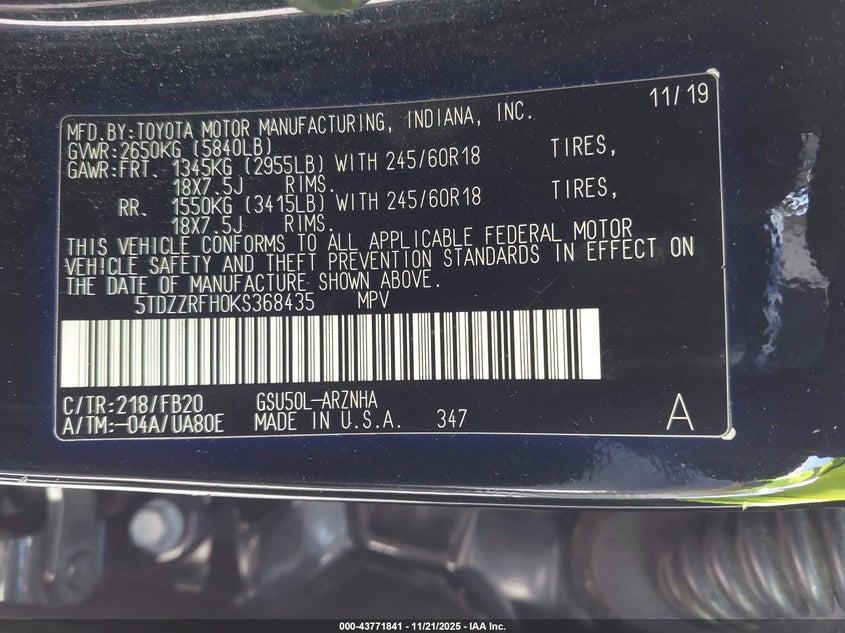 11/19
MFD.BY:TOYOTA MOTOR MANUFACTURING, INDIANA, INC.
GVWR:2650KG (5840LB)
GAWR:FRT. 1345KG (2955LB) WITH 245/60R18 TIRES,
18X7.5J RIMS.
RR. 1550KG (3415LB) WITH 245/60R18 TIRES,
18X7.5J RIMS.
THIS VEHICLE CONFORMS TO ALL APPLICABLE FEDERAL MOTOR
VEHICLE SAFETY AND THEFT PREVENTION STANDARDS IN EFFECT ON
THE DATE OF MANUFACTURE SHOWN ABOVE.
5TDZZRFH0KS368435 MPV
C/TR:218/FB20 GSU50L-ARZNHA
A/TM:-04A/UA80E MADE IN U.S.A. 347 A
000-43771841 - 11/21/2025 - IAA Inc.